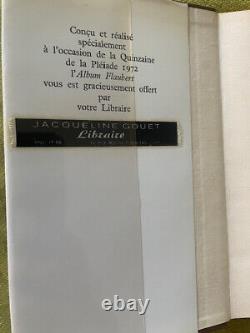 Conçu et réalisé
spécialement
à l'occasion de la Quinzaine
de la Pléiade 1972
l'Album Flaubert
vous est gracieusement offert
par
votre Libraire
JACQUELINE GOUET
Libraire
ebay